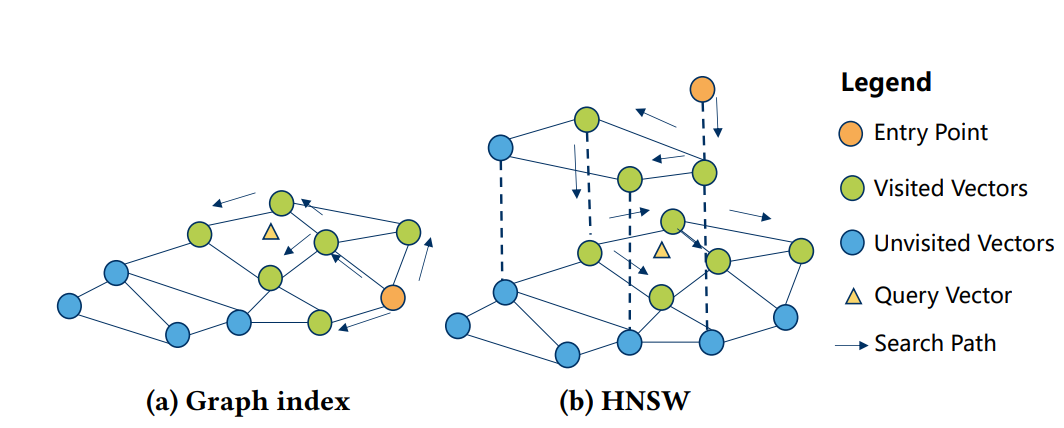 Legend
Entry Point
Visited Vectors
Unvisited Vectors
Query Vector
Search Path
(a) Graph index
(b) HNSW